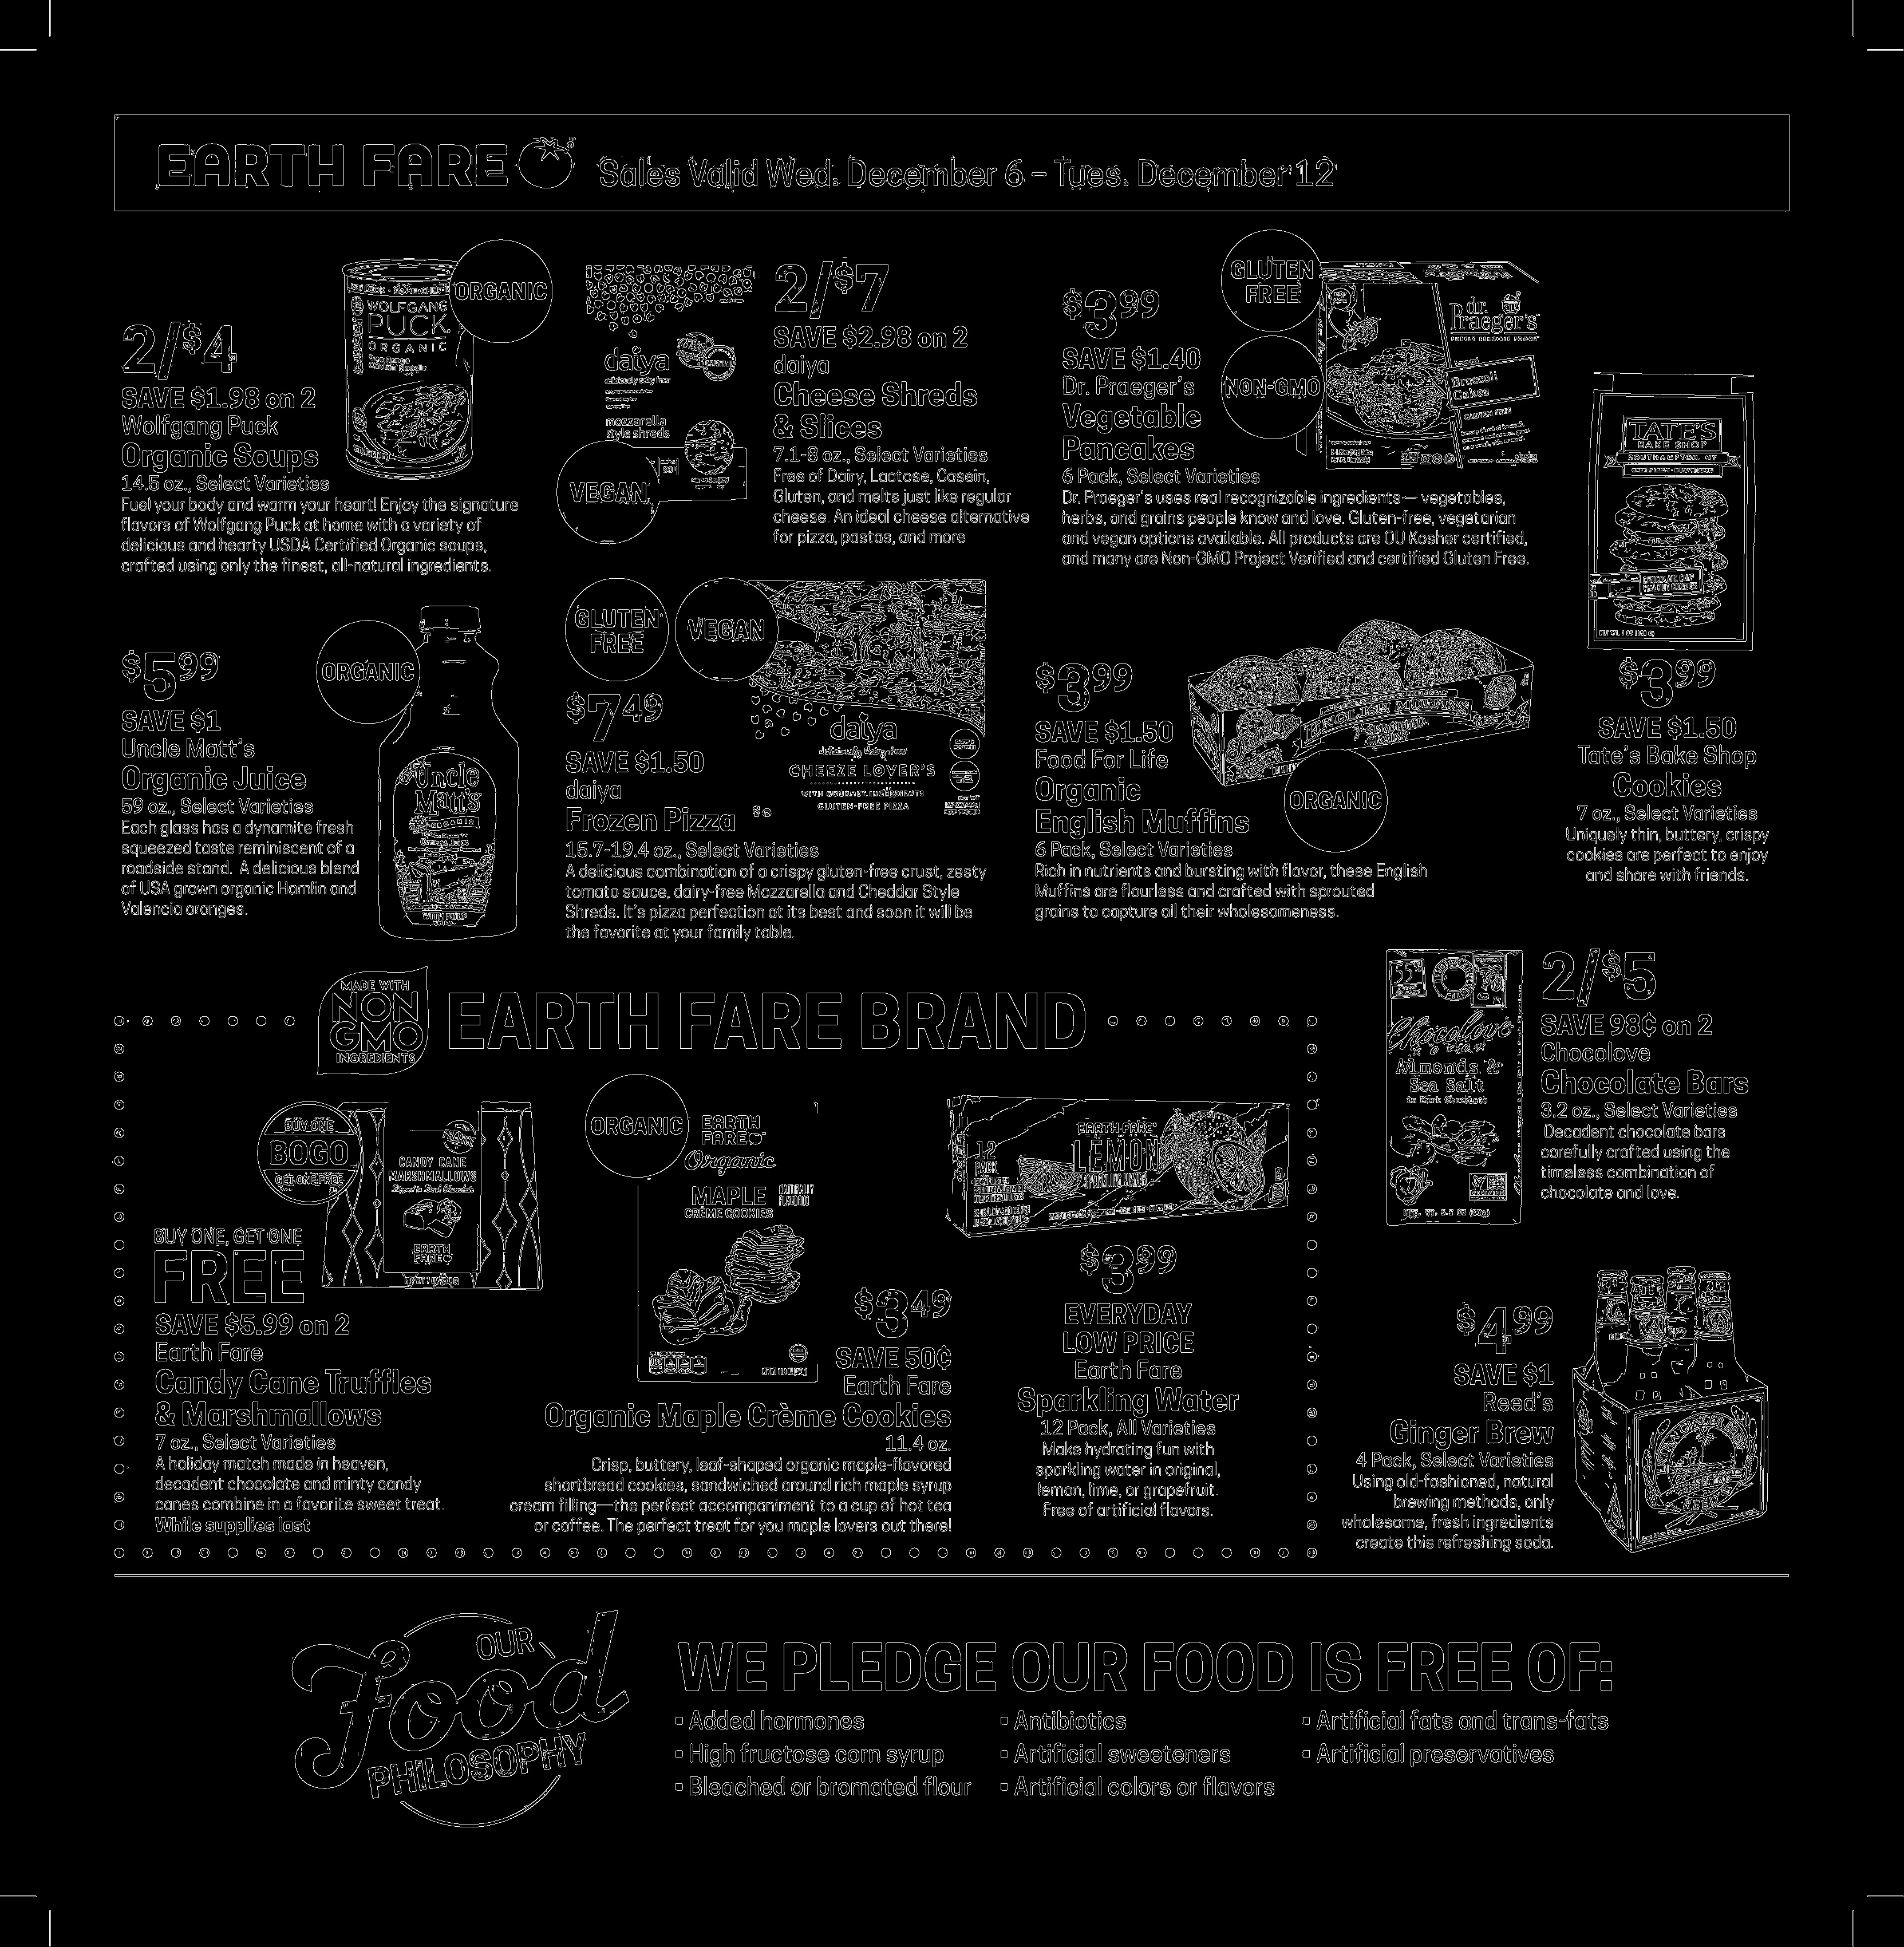 EARTH FARE
Sales Valid Wed. December 6 – Tues. December 12
WOLFGANG
PUCK
ORGANIC
ORGANIC
2/$4
SAVE $1.98 on 2
Wolfgang Puck
Organic Soups
14.5 oz., Select Varieties
Fuel your body and warm your heart! Enjoy the signature
flavors of Wolfgang Puck at home with a variety of
delicious and hearty USDA Certified Organic soups,
crafted using only the finest, all-natural ingredients.
daiya
mozzarella
style shreds
VEGAN
2/$7
SAVE $2.98 on 2
daiya
Cheese Shreds
& Slices
7.1-8 oz., Select Varieties
Free of Dairy, Lactose, Casein,
Gluten, and melts just like regular
cheese. An ideal cheese alternative
for pizza, pastas, and more
GLUTEN
FREE
NON-GMO
dr.
Praeger's
Broccoli
Cakes
GLUTEN FREE
$3.99
SAVE $1.40
Dr. Praeger's
Vegetable
Pancakes
6 Pack, Select Varieties
Dr. Praeger's uses real recognizable ingredients— vegetables,
herbs, and grains people know and love. Gluten-free, vegetarian
and vegan options available. All products are OU Kosher certified,
and many are Non-GMO Project Verified and certified Gluten Free.
TATE'S
BAKE SHOP
SOUTHAMPTON, NY
$3.99
SAVE $1.50
Tate's Bake Shop
Cookies
7 oz., Select Varieties
Uniquely thin, buttery, crispy
cookies are perfect to enjoy
and share with friends.
ORGANIC
Uncle
Matt's
ORGANIC
Orange Juice
WITH PULP
$5.99
SAVE $1
Uncle Matt's
Organic Juice
59 oz., Select Varieties
Each glass has a dynamite fresh
squeezed taste reminiscent of a
roadside stand. A delicious blend
of USA grown organic Hamlin and
Valencia oranges.
GLUTEN
FREE
VEGAN
daiya
deliciously dairy-free
CHEEZE LOVER'S
WITH GOURMET INGREDIENTS
GLUTEN-FREE PIZZA
$7.49
SAVE $1.50
daiya
Frozen Pizza
15.7-19.4 oz., Select Varieties
A delicious combination of a crispy gluten-free crust, zesty
tomato sauce, dairy-free Mozzarella and Cheddar Style
Shreds. It's pizza perfection at its best and soon it will be
the favorite at your family table.
ENGLISH MUFFINS
ORGANIC
$3.99
SAVE $1.50
Food For Life
Organic
English Muffins
6 Pack, Select Varieties
Rich in nutrients and bursting with flavor, these English
Muffins are flourless and crafted with sprouted
grains to capture all their wholesomeness.
MADE WITH
NON
GMO
INGREDIENTS
EARTH FARE BRAND
BUY ONE
BOGO
GET ONE FREE
CANDY CANE
MARSHMALLOWS
EARTH
FARE
BUY ONE, GET ONE
FREE
SAVE $5.99 on 2
Earth Fare
Candy Cane Truffles
& Marshmallows
7 oz., Select Varieties
A holiday match made in heaven,
decadent chocolate and minty candy
canes combine in a favorite sweet treat.
While supplies last
ORGANIC
EARTH
FARE
Organic
MAPLE
CRÈME COOKIES
NATURALLY
FLAVORED
$3.49
SAVE 50¢
Earth Fare
Organic Maple Crème Cookies
11.4 oz.
Crisp, buttery, leaf-shaped organic maple-flavored
shortbread cookies, sandwiched around rich maple syrup
cream filling—the perfect accompaniment to a cup of hot tea
or coffee. The perfect treat for you maple lovers out there!
12
PACK
EARTH FARE
LEMON
SPARKLING WATER
$3.99
EVERYDAY
LOW PRICE
Earth Fare
Sparkling Water
12 Pack, All Varieties
Make hydrating fun with
sparkling water in original,
lemon, lime, or grapefruit.
Free of artificial flavors.
55%
Chocolove
Almonds &
Sea Salt
in Dark Chocolate
2/$5
SAVE 98¢ on 2
Chocolove
Chocolate Bars
3.2 oz., Select Varieties
Decadent chocolate bars
carefully crafted using the
timeless combination of
chocolate and love.
$4.99
SAVE $1
Reed's
Ginger Brew
4 Pack, Select Varieties
Using old-fashioned, natural
brewing methods, only
wholesome, fresh ingredients
create this refreshing soda.
OUR
Food
PHILOSOPHY
WE PLEDGE OUR FOOD IS FREE OF:
• Added hormones
• High fructose corn syrup
• Bleached or bromated flour
• Antibiotics
• Artificial sweeteners
• Artificial colors or flavors
• Artificial fats and trans-fats
• Artificial preservatives